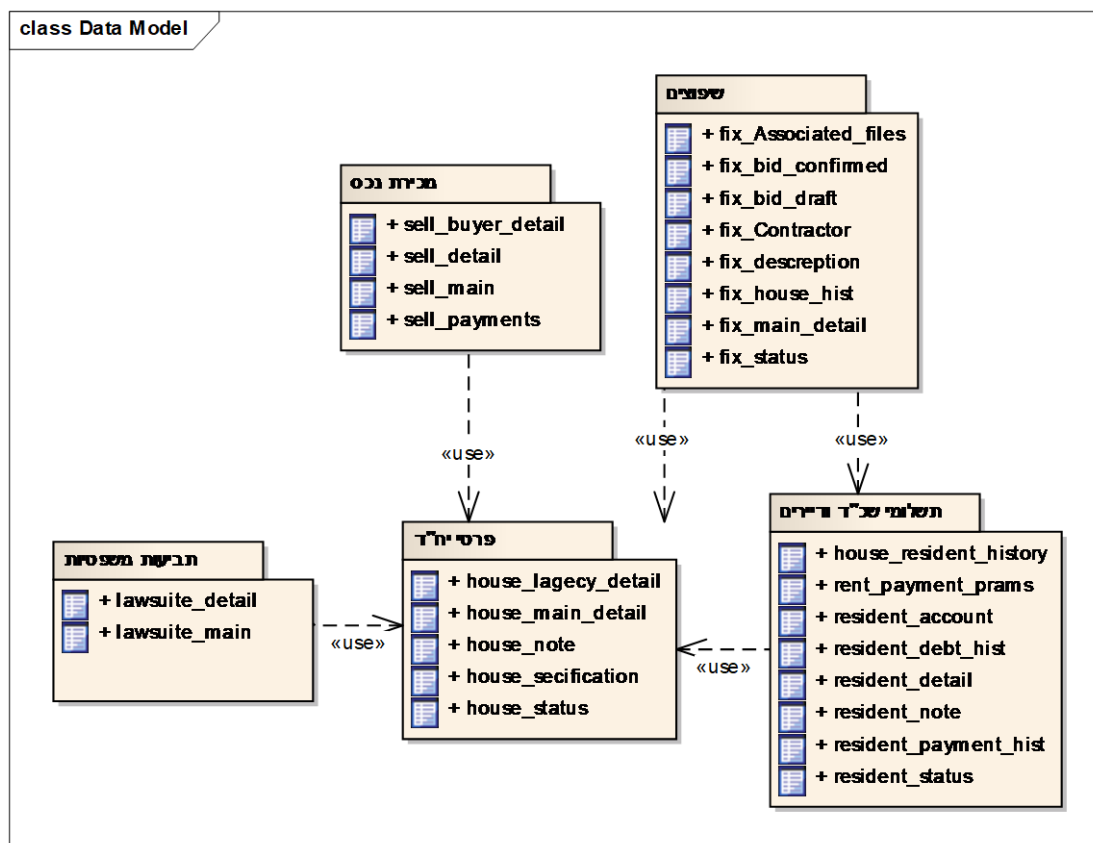 class Data Model
שפוצים
+ fix_Associated_files
+ fix_bid_confirmed
+ fix_bid_draft
+ fix_Contractor
+ fix_descreption
+ fix_house_hist
+ fix_main_detail
+ fix_status
מכירת נכס
+ sell_buyer_detail
+ sell_detail
+ sell_main
+ sell_payments
«use»
«use»
«use»
תביעות משפטיות
+ lawsuite_detail
+ lawsuite_main
«use»
פרטי יח"ד
+ house_lagecy_detail
+ house_main_detail
+ house_note
+ house_secification
+ house_status
«use»
תשלומי שכ"ד ודיירים
+ house_resident_history
+ rent_payment_prams
+ resident_account
+ resident_debt_hist
+ resident_detail
+ resident_note
+ resident_payment_hist
+ resident_status